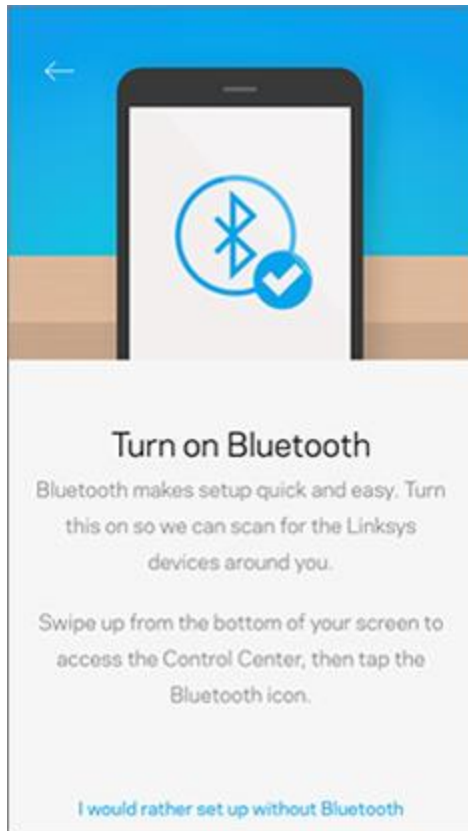 Turn on Bluetooth
Bluetooth makes setup quick and easy. Turn
this on so we can scan for the Linksys
devices around you.
Swipe up from the bottom of your screen to
access the Control Center, then tap the
Bluetooth icon.
I would rather set up without Bluetooth